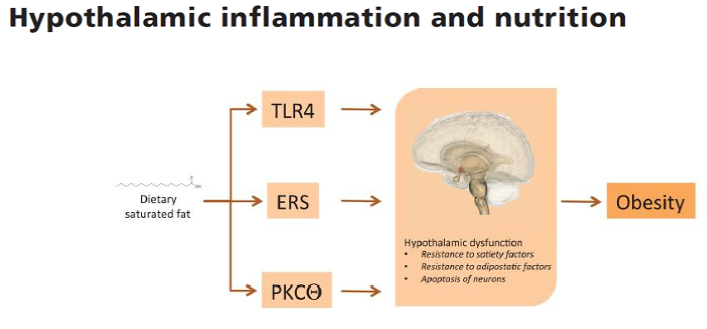 Hypothalamic inflammation and nutrition
TLR4
OH
Dietary
saturated fat
ERS
Obesity
Hypothalamic dysfunction
• Resistance to satiety factors
• Resistance to adipostatic factors
• Apoptosis of neurons
PKCΘ